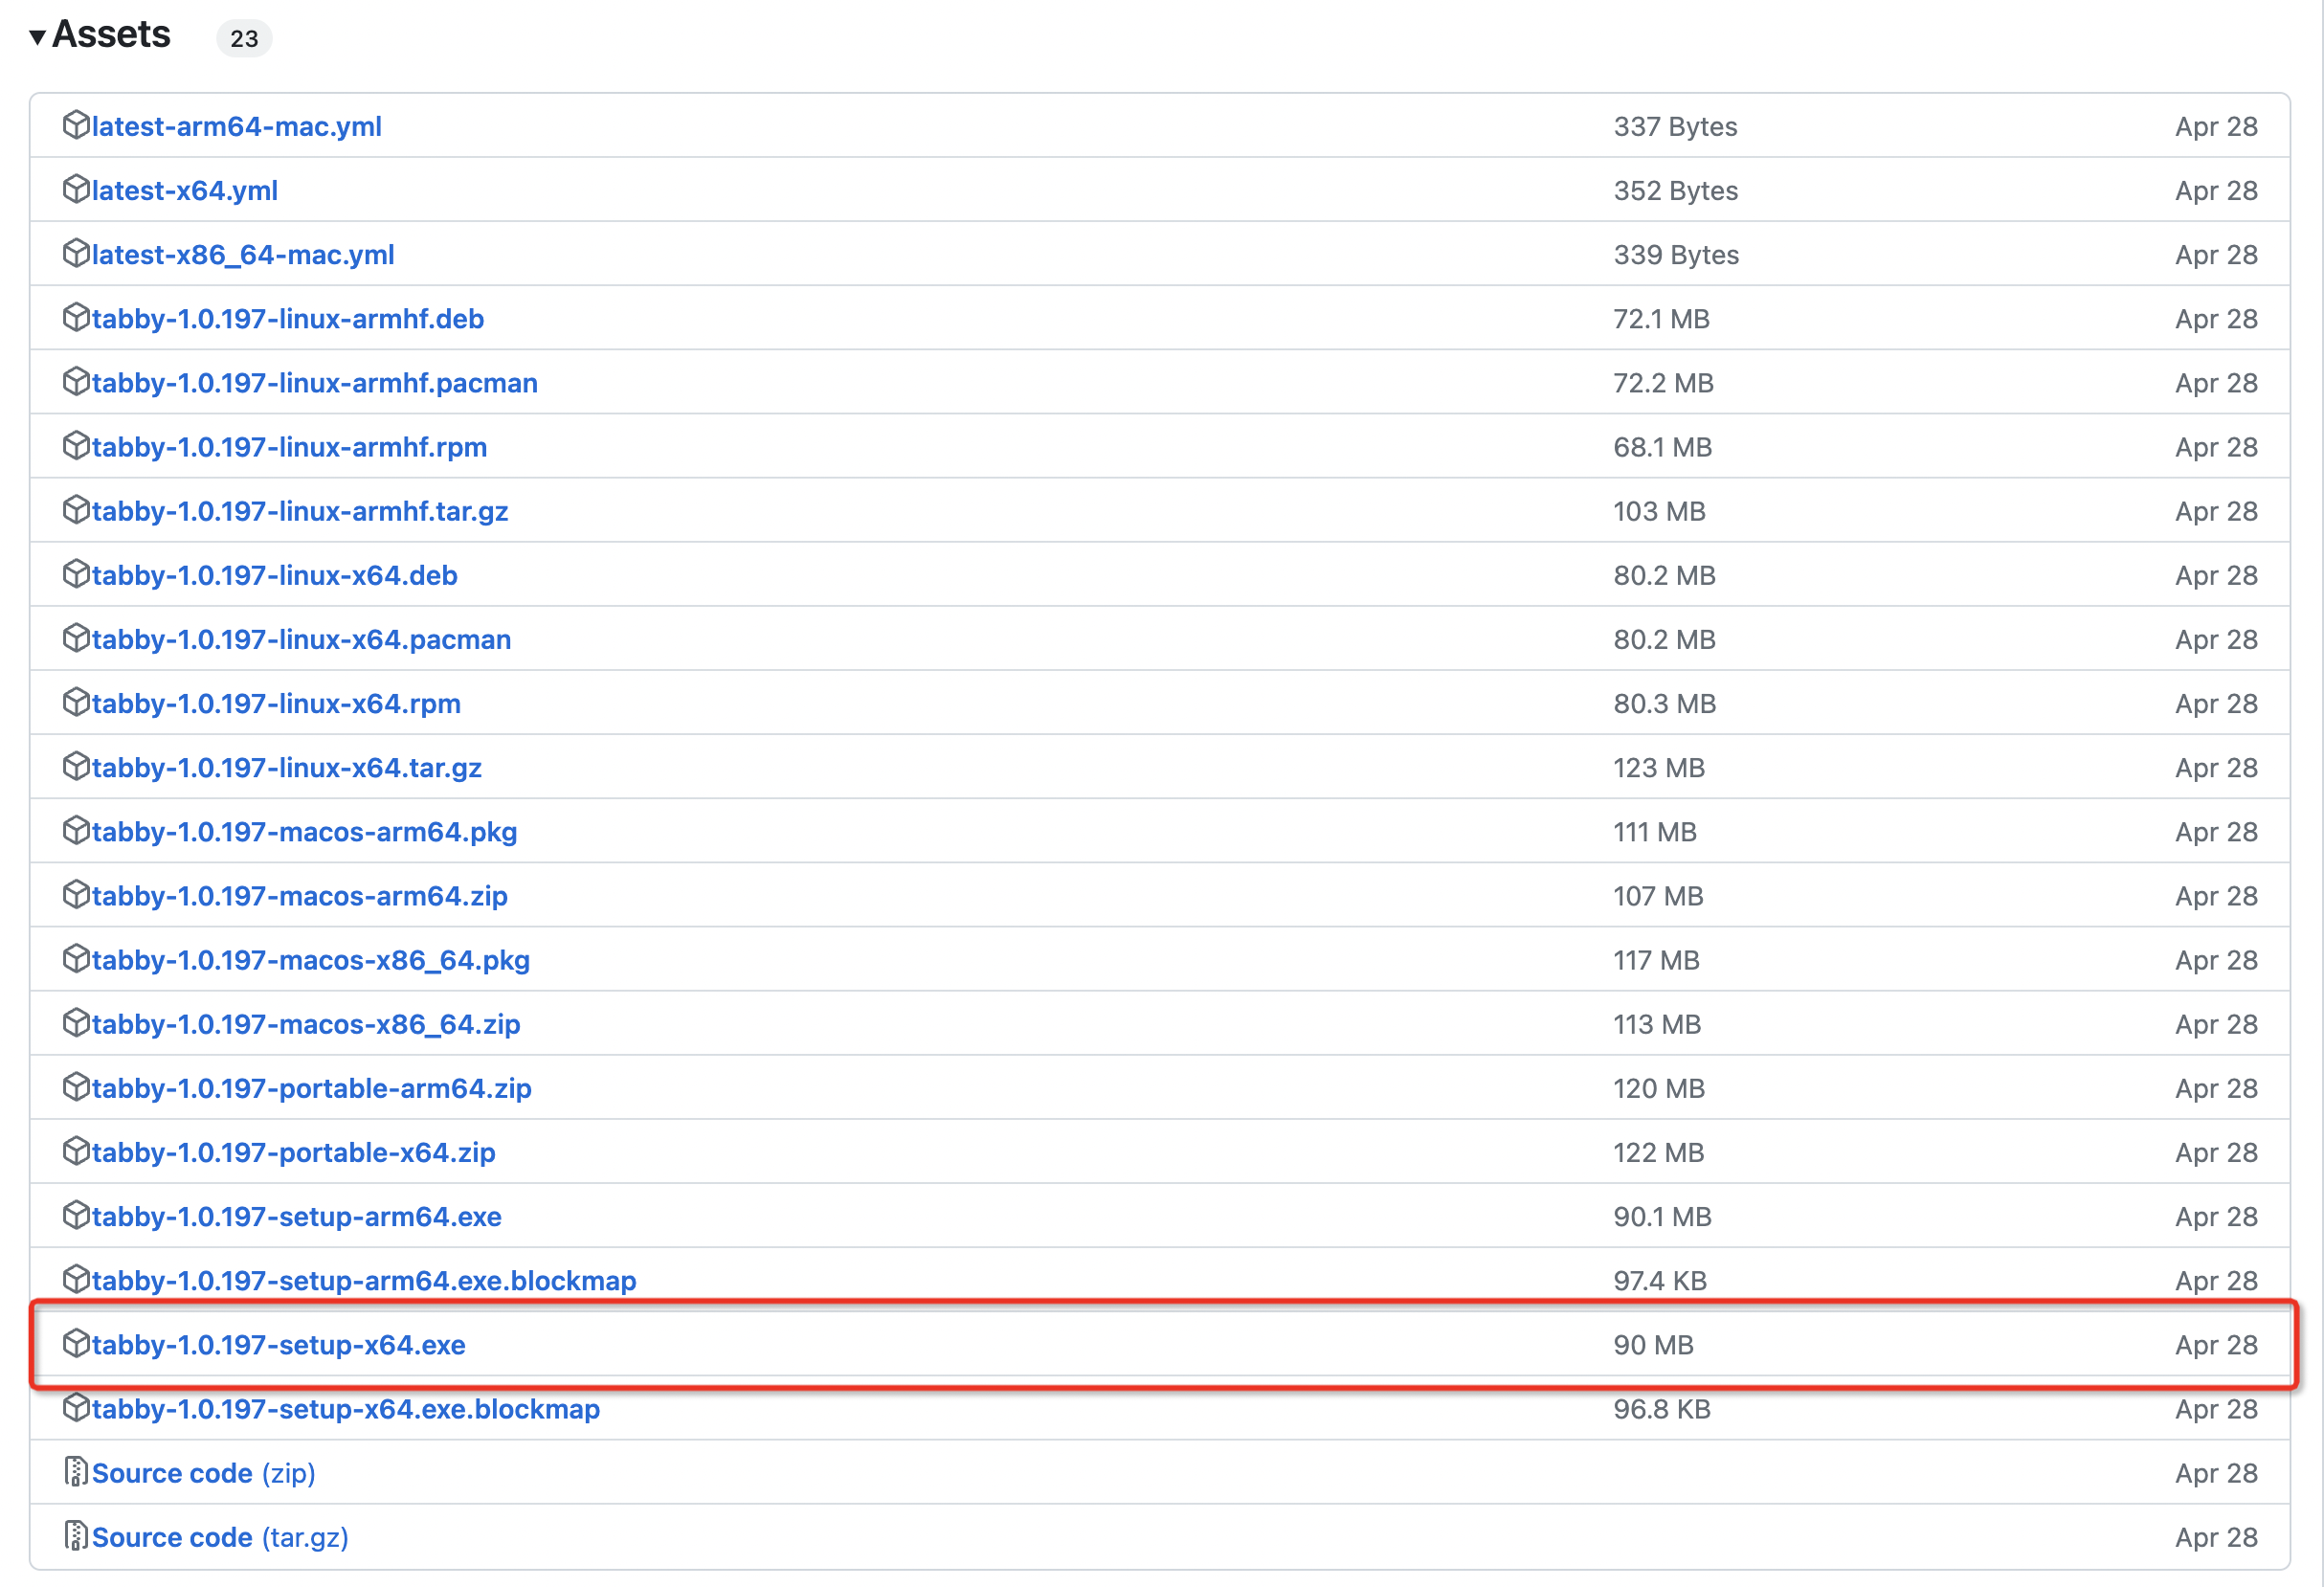 Assets 23
latest-arm64-mac.yml 337 Bytes Apr 28
latest-x64.yml 352 Bytes Apr 28
latest-x86_64-mac.yml 339 Bytes Apr 28
tabby-1.0.197-linux-armhf.deb 72.1 MB Apr 28
tabby-1.0.197-linux-armhf.pacman 72.2 MB Apr 28
tabby-1.0.197-linux-armhf.rpm 68.1 MB Apr 28
tabby-1.0.197-linux-armhf.tar.gz 103 MB Apr 28
tabby-1.0.197-linux-x64.deb 80.2 MB Apr 28
tabby-1.0.197-linux-x64.pacman 80.2 MB Apr 28
tabby-1.0.197-linux-x64.rpm 80.3 MB Apr 28
tabby-1.0.197-linux-x64.tar.gz 123 MB Apr 28
tabby-1.0.197-macos-arm64.pkg 111 MB Apr 28
tabby-1.0.197-macos-arm64.zip 107 MB Apr 28
tabby-1.0.197-macos-x86_64.pkg 117 MB Apr 28
tabby-1.0.197-macos-x86_64.zip 113 MB Apr 28
tabby-1.0.197-portable-arm64.zip 120 MB Apr 28
tabby-1.0.197-portable-x64.zip 122 MB Apr 28
tabby-1.0.197-setup-arm64.exe 90.1 MB Apr 28
tabby-1.0.197-setup-arm64.exe.blockmap 97.4 KB Apr 28
tabby-1.0.197-setup-x64.exe 90 MB Apr 28
tabby-1.0.197-setup-x64.exe.blockmap 96.8 KB Apr 28
Source code (zip) Apr 28
Source code (tar.gz) Apr 28